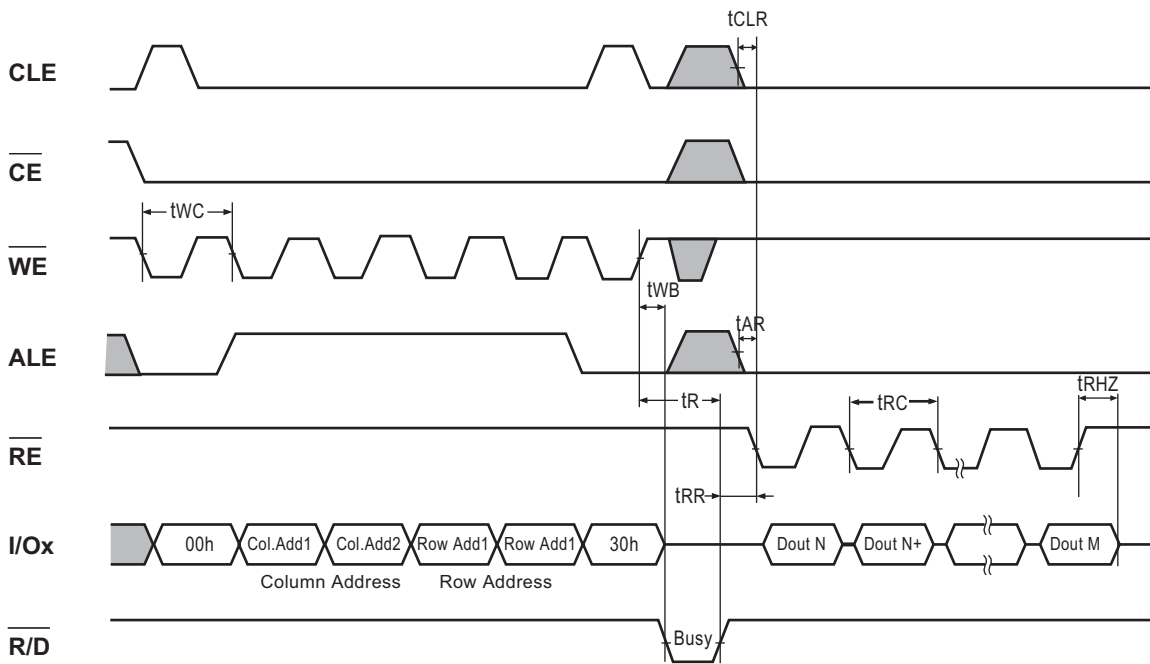 tCLR
CLE
CE
tWC
WE
tWB
ALE
tAR
tR
tRC
tRHZ
RE
tRR
I/Ox
00h Col.Add1 Col.Add2 Row Add1 Row Add1 30h Dout N Dout N+ Dout M
Column Address Row Address
R/D
Busy